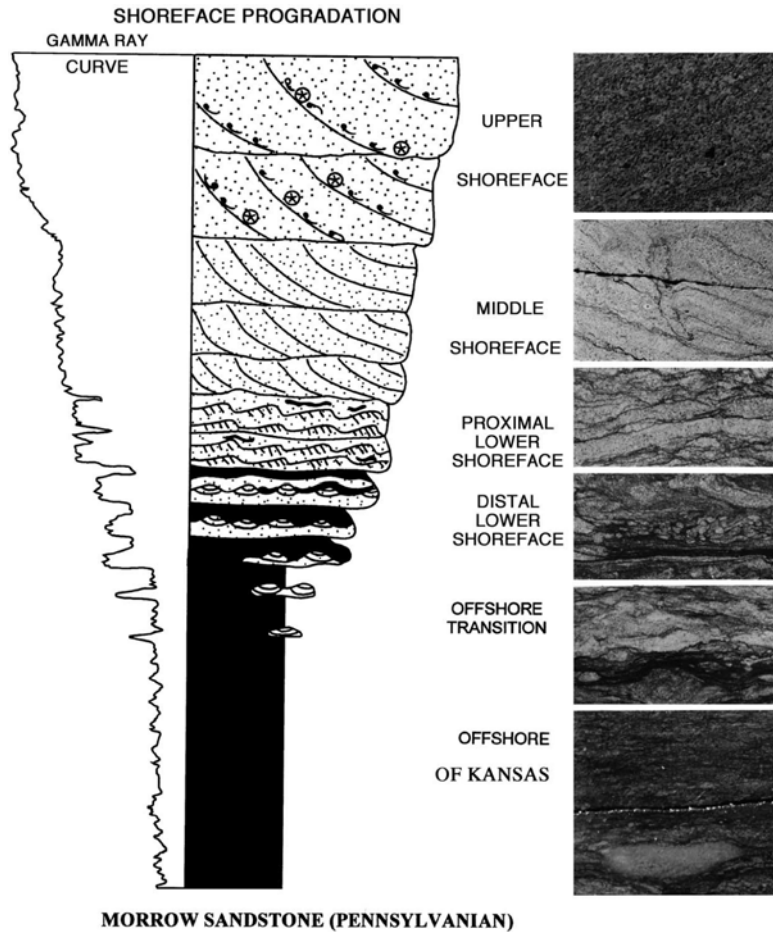 SHOREFACE PROGRADATION
GAMMA RAY
CURVE
UPPER
SHOREFACE
MIDDLE
SHOREFACE
PROXIMAL
LOWER
SHOREFACE
DISTAL
LOWER
SHOREFACE
OFFSHORE
TRANSITION
OFFSHORE
OF KANSAS
MORROW SANDSTONE (PENNSYLVANIAN)